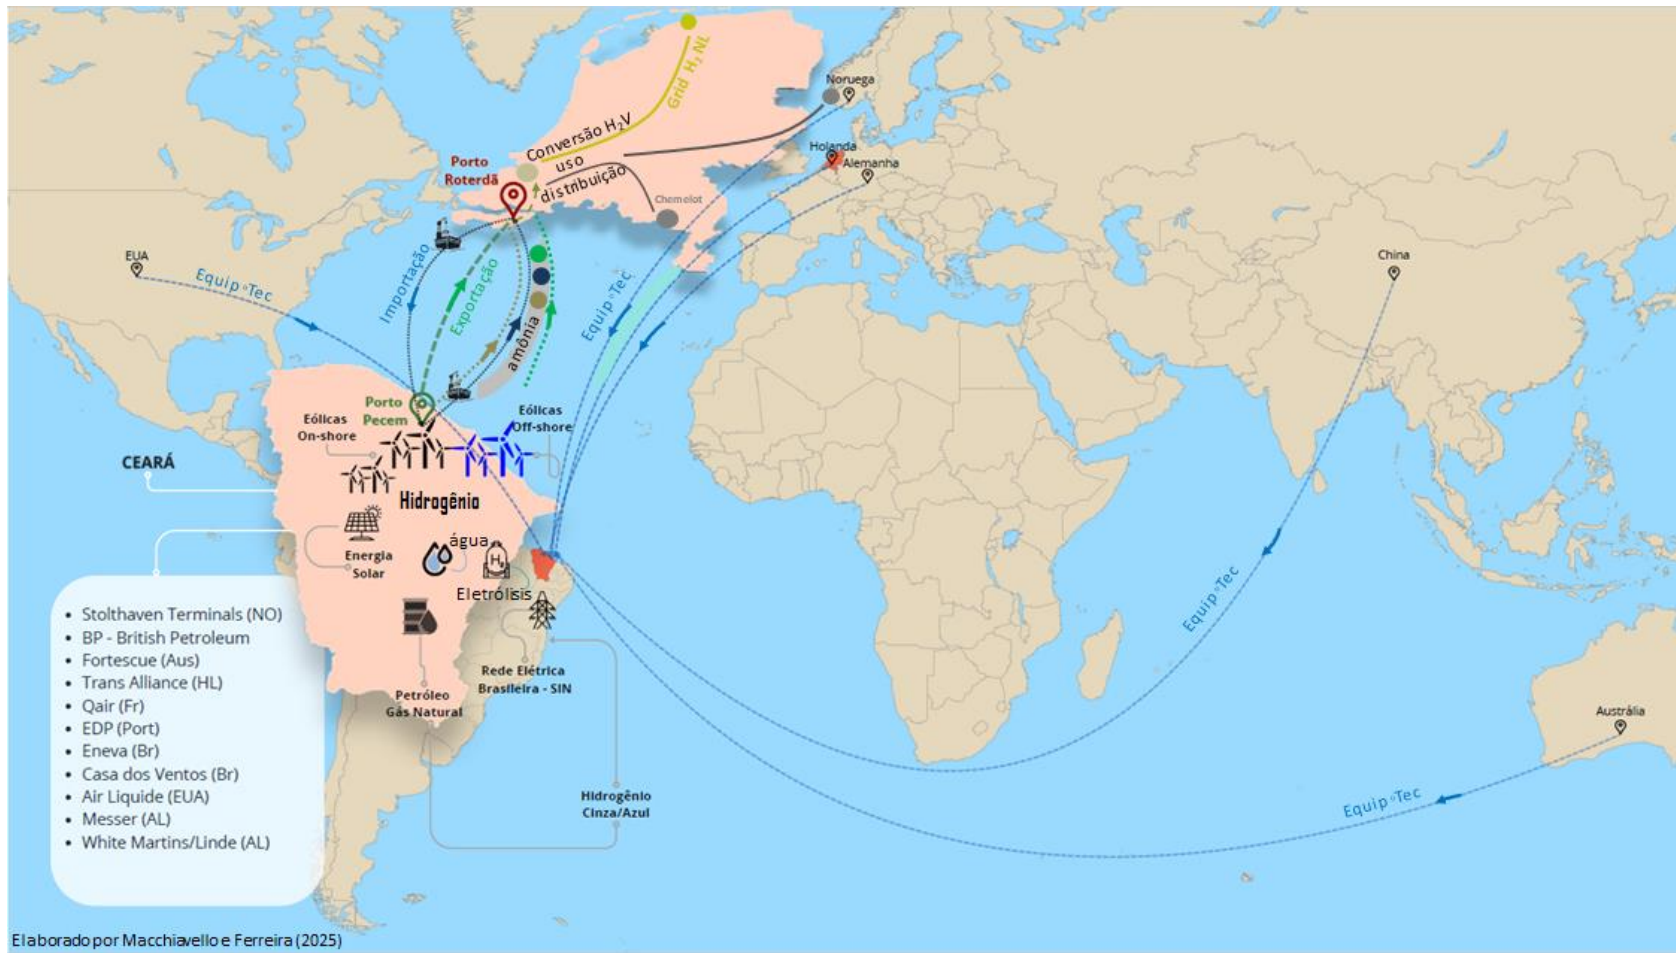 Noruega
Grid H₂ NL
Conversão H₂V
uso
distribuição
Porto
Roterdã
Holanda
Alemanha
Chemelot
EUA
Equip•Tec
Importação
Exportação
amônia
Equip•Tec
China
Porto
Pecem
Eólicas
On-shore
Eólicas
Off-shore
CEARÁ
Hidrogênio
água
H₂
Energia
Solar
Eletrólisis
Equip•Tec
Rede Elétrica
Brasileira - SIN
Petróleo
Gás Natural
Austrália
Equip•Tec
Hidrogênio
Cinza/Azul
• Stolthaven Terminals (NO)
• BP - British Petroleum
• Fortescue (Aus)
• Trans Alliance (HL)
• Qair (Fr)
• EDP (Port)
• Eneva (Br)
• Casa dos Ventos (Br)
• Air Liquide (EUA)
• Messer (AL)
• White Martins/Linde (AL)
Elaborado por Macchiavello e Ferreira (2025)